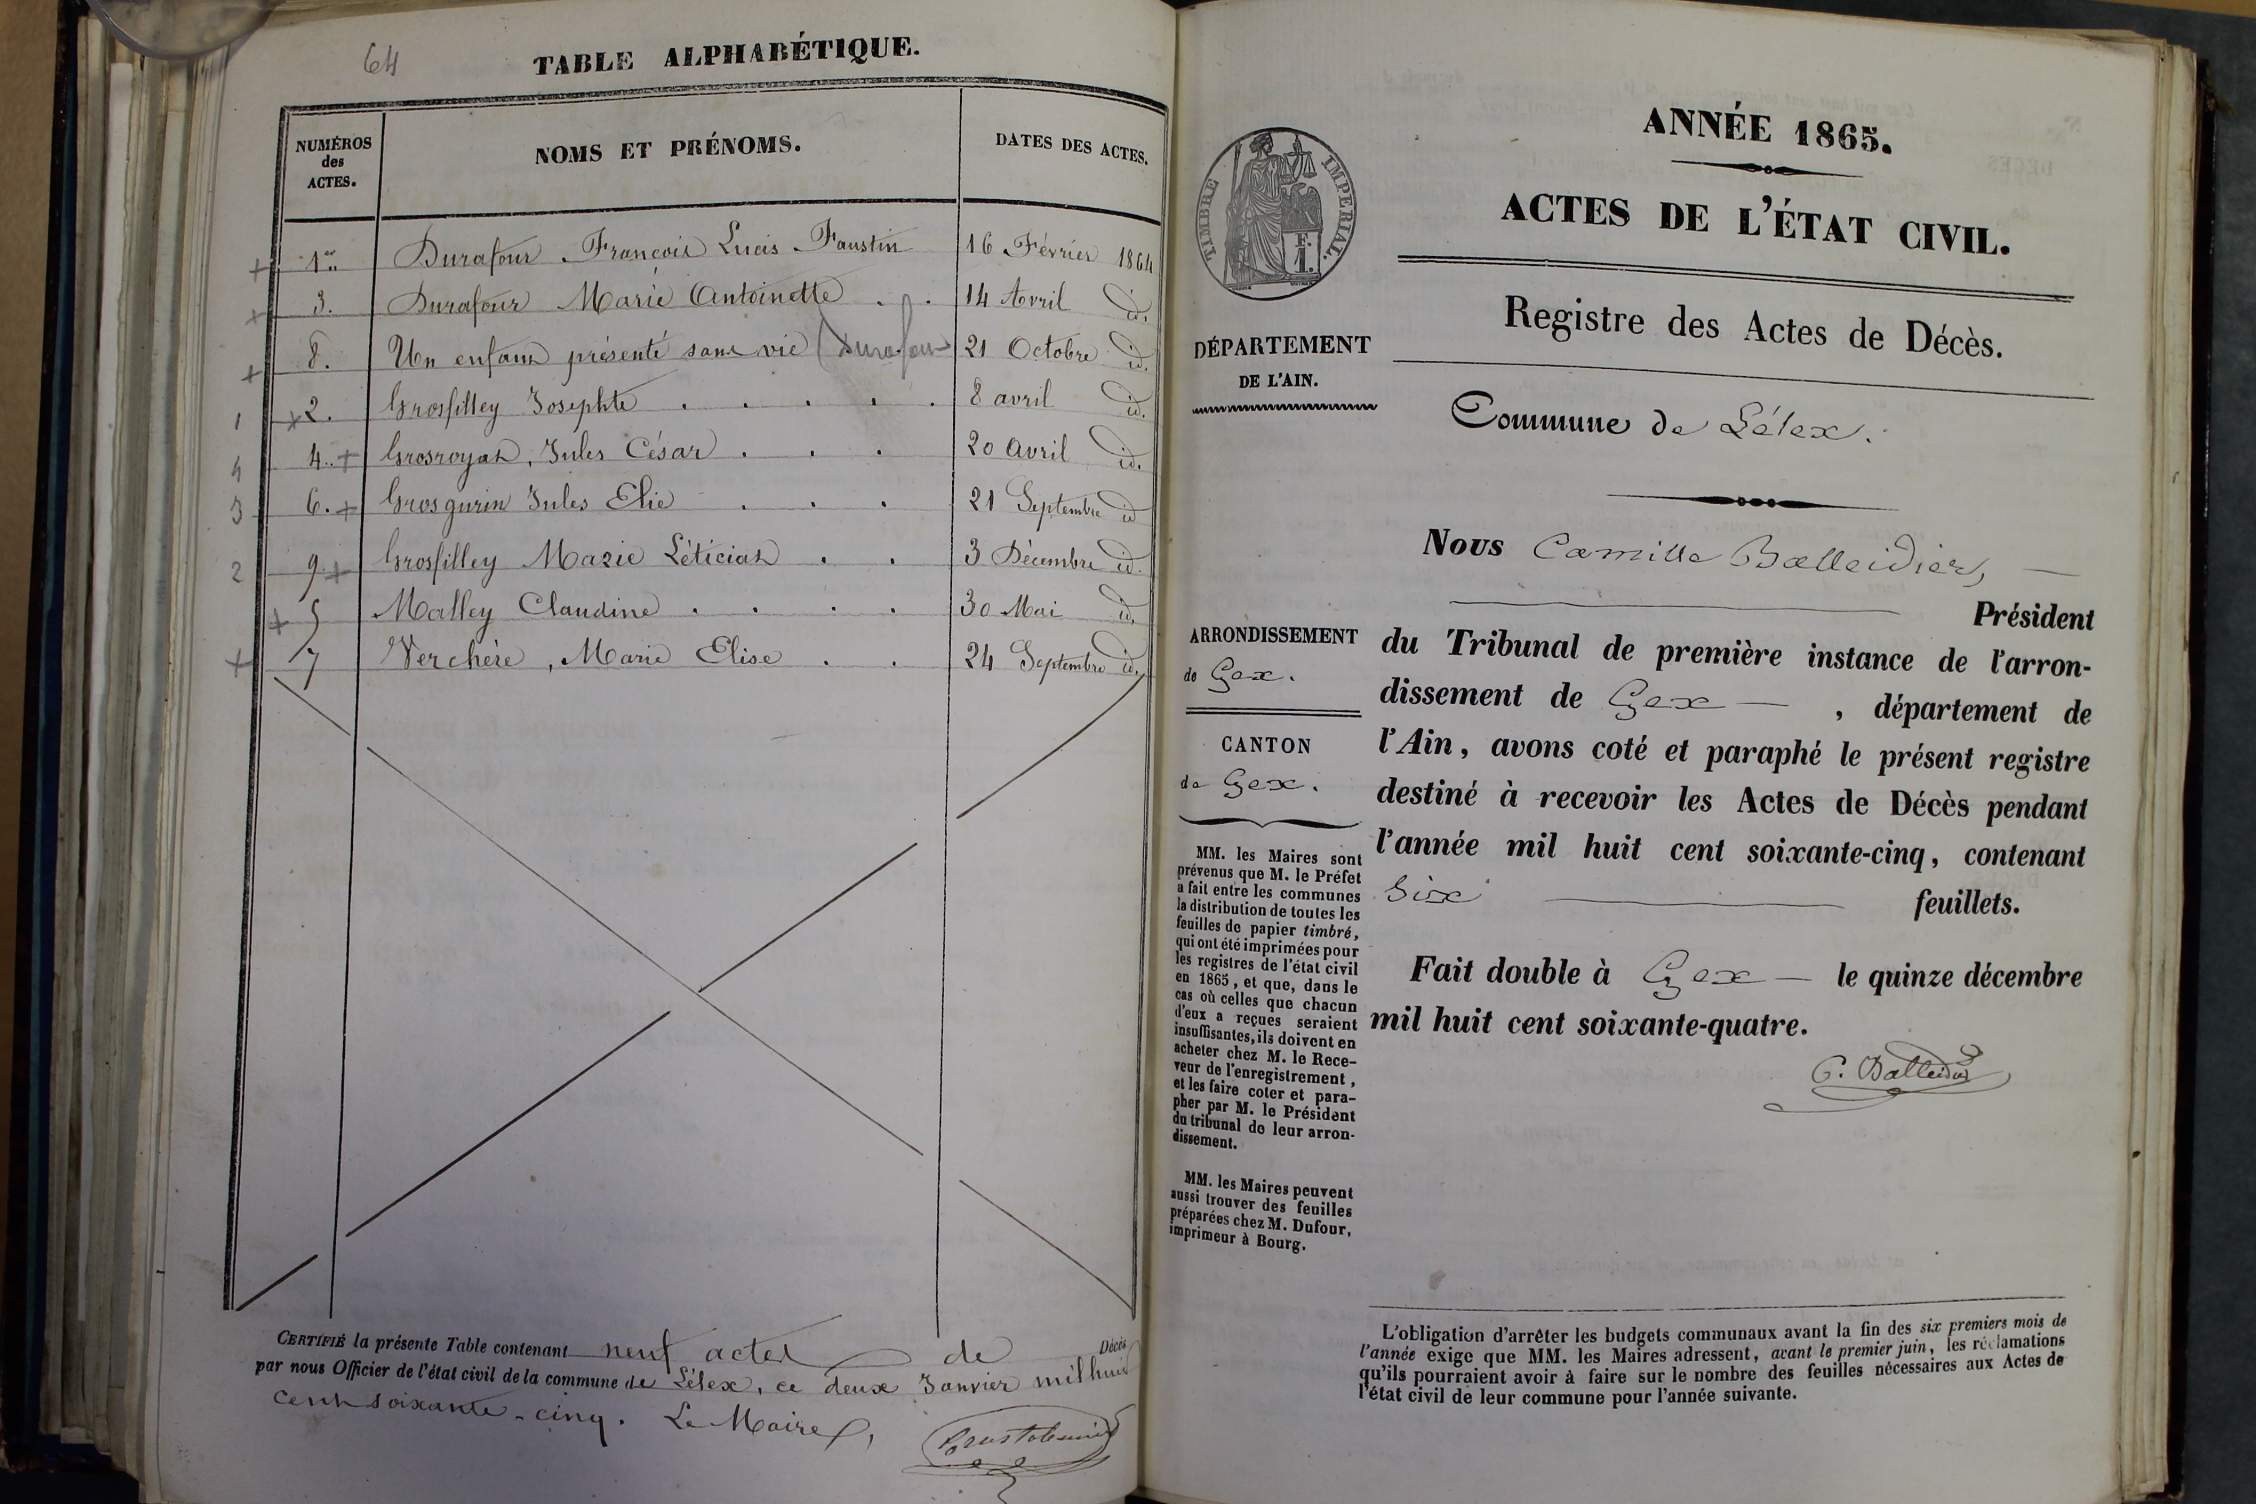 64
TABLE ALPHABÉTIQUE.
NUMÉROS des ACTES. NOMS ET PRÉNOMS. DATES DES ACTES.
1er Durafour François Lucis Faustin 16 Février 1864
3. Durafour Marie Antoinette . . 14 Avril id.
8. Un enfant présenté sans vie (Durafour) 21 Octobre id.
1 2. Grosfilley Josephte . . . . . 8 avril id.
4 4. Grosroyat, Jules César . . . 20 avril id.
3 6. Grosgurin Jules Elie . . . 21 Septembre id
2 9. Grosfilley Marie Léticiat . . 3 Décembre id.
5 Malley Claudine . . . . 30 Mai id.
7 Verchère, Marie Elise . . 24 Septembre id.
CERTIFIÉ la présente Table contenant neuf actes de Décès
par nous Officier de l'état civil de la commune de Lélex, ce deux Janvier mil huit
cent soixante-cinq. Le Maire,
TIMBRE IMPÉRIAL.
F.
1.
ANNÉE 1865.
ACTES DE L'ÉTAT CIVIL.
Registre des Actes de Décès.
DÉPARTEMENT
DE L'AIN.
Commune de Lélex.
ARRONDISSEMENT
de Gex.
CANTON
de Gex.
MM. les Maires sont
prévenus que M. le Préfet
a fait entre les communes
la distribution de toutes les
feuilles de papier timbré,
qui ont été imprimées pour
les registres de l'état civil
en 1865, et que, dans le
cas où celles que chacun
d'eux a reçues seraient
insuffisantes, ils doivent en
acheter chez M. le Rece-
veur de l'enregistrement,
et les faire coter et para-
pher par M. le Président
du tribunal de leur arron-
dissement.
MM. les Maires peuvent
aussi trouver des feuilles
préparées chez M. Dufour,
imprimeur à Bourg.
Nous Camille Balleidier,
Président
du Tribunal de première instance de l'arron-
dissement de Gex , département de
l'Ain, avons coté et paraphé le présent registre
destiné à recevoir les Actes de Décès pendant
l'année mil huit cent soixante-cinq, contenant
Six feuillets.
Fait double à Gex le quinze décembre
mil huit cent soixante-quatre.
C. Balleidier
L'obligation d'arrêter les budgets communaux avant la fin des six premiers mois de
l'année exige que MM. les Maires adressent, avant le premier juin, les réclamations
qu'ils pourraient avoir à faire sur le nombre des feuilles nécessaires aux Actes de
l'état civil de leur commune pour l'année suivante.